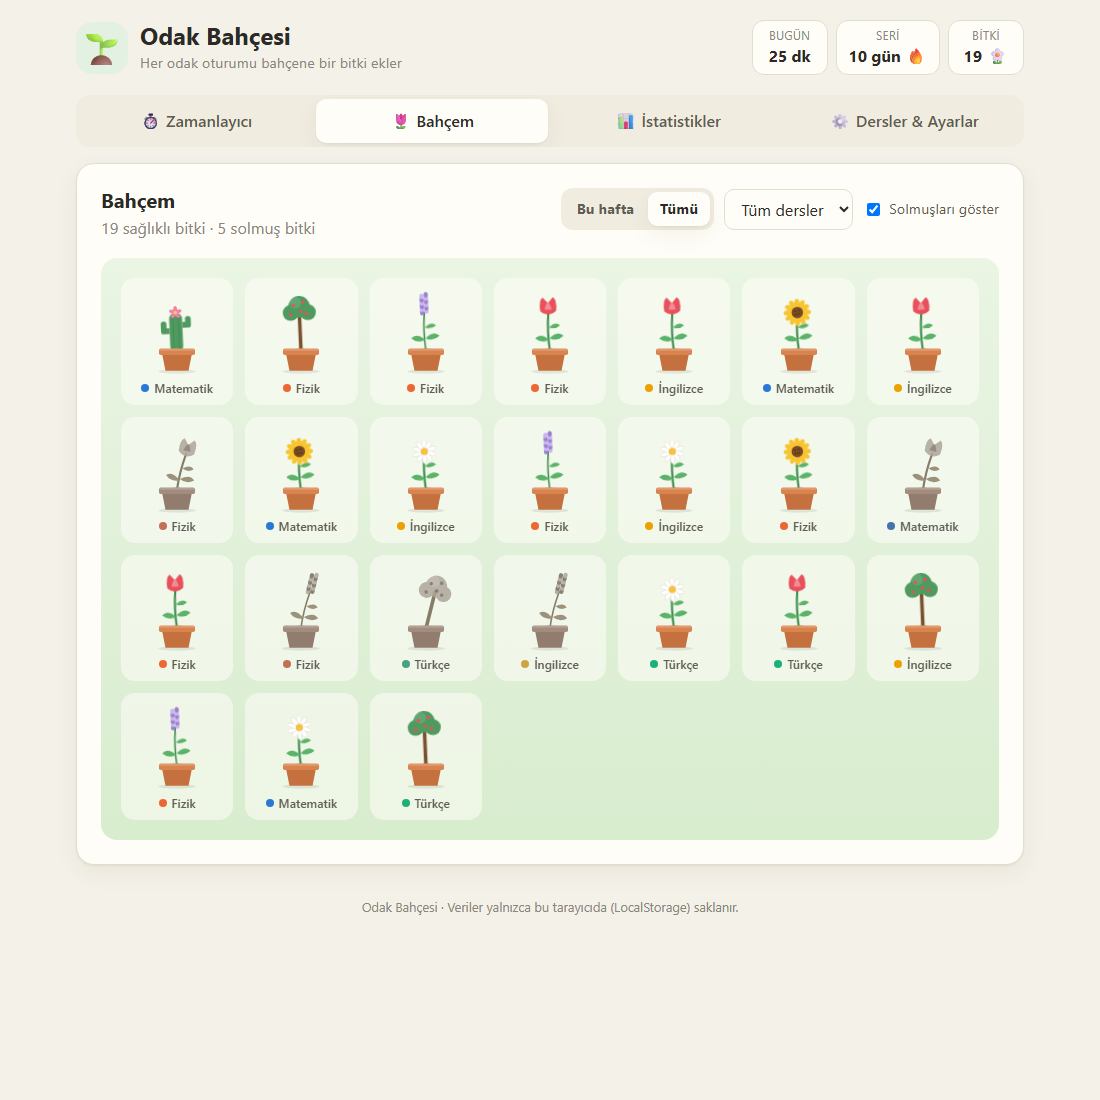 Odak Bahçesi
Her odak oturumu bahçene bir bitki ekler
BUGÜN
25 dk
SERİ
10 gün
BİTKİ
19
Zamanlayıcı
Bahçem
İstatistikler
Dersler & Ayarlar
Bahçem
19 sağlıklı bitki · 5 solmuş bitki
Bu hafta
Tümü
Tüm dersler
Solmuşları göster
Matematik
Fizik
Fizik
Fizik
İngilizce
Matematik
İngilizce
Fizik
Matematik
İngilizce
Fizik
İngilizce
Fizik
Matematik
Fizik
Fizik
Türkçe
İngilizce
Türkçe
Türkçe
İngilizce
Fizik
Matematik
Türkçe
Odak Bahçesi · Veriler yalnızca bu tarayıcıda (LocalStorage) saklanır.